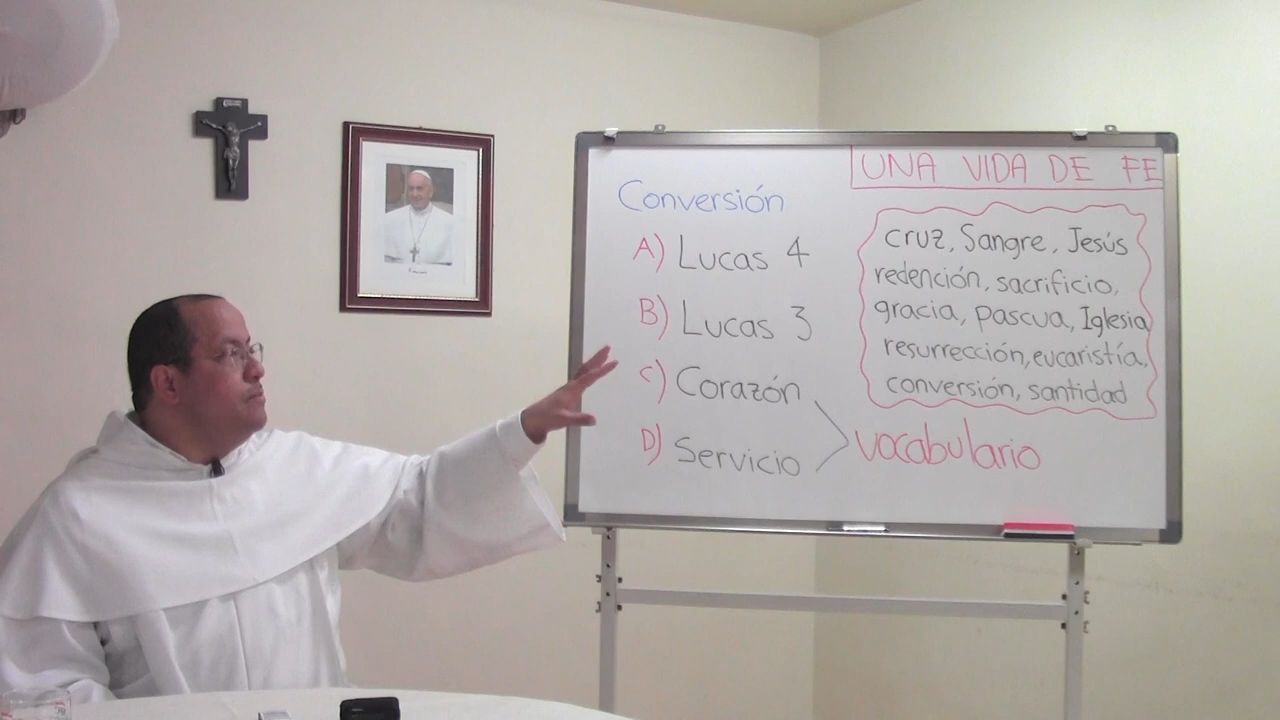 UNA VIDA DE FE
Conversión
A) Lucas 4
B) Lucas 3
C) Corazón
D) Servicio
cruz, Sangre, Jesús
redención, sacrificio,
gracia, pascua, Iglesia
resurrección, eucaristía,
conversión, santidad
vocabulario